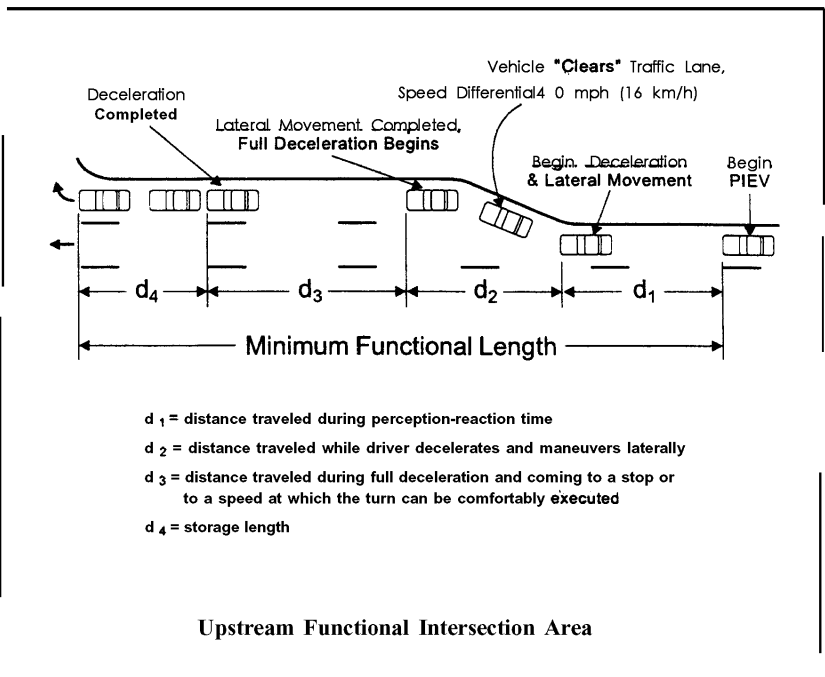 Vehicle "Clears" Traffic Lane,
Speed Differential4 0 mph (16 km/h)
Deceleration
Completed
Lateral Movement Completed,
Full Deceleration Begins
Begin Deceleration
& Lateral Movement
Begin
PIEV
d4
d3
d2
d1
Minimum Functional Length
d 1 = distance traveled during perception-reaction time
d 2 = distance traveled while driver decelerates and maneuvers laterally
d 3 = distance traveled during full deceleration and coming to a stop or
to a speed at which the turn can be comfortably executed
d 4 = storage length
Upstream Functional Intersection Area